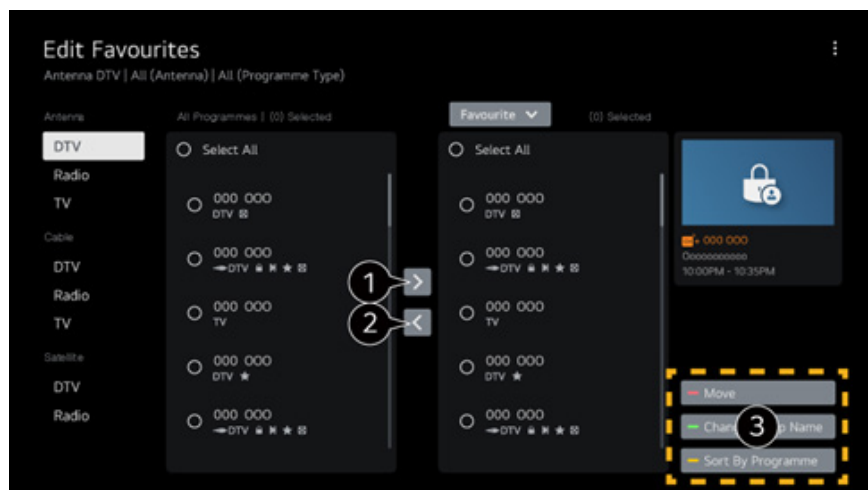 Edit Favourites
Antenna DTV | All (Antenna) | All (Programme Type)
Antenna
DTV
Radio
TV
Cable
DTV
Radio
TV
Satellite
DTV
Radio
All Programmes | (0) Selected
Select All
000 000
DTV
000 000
DTV
000 000
TV
000 000
DTV
000 000
DTV
1
2
Favourite
(0) Selected
Select All
000 000
DTV
000 000
DTV
000 000
TV
000 000
DTV
000 000
DTV
000 000
Ooooooooooo
10:00PM - 10:35PM
Move
Name
3
Sort By Programme